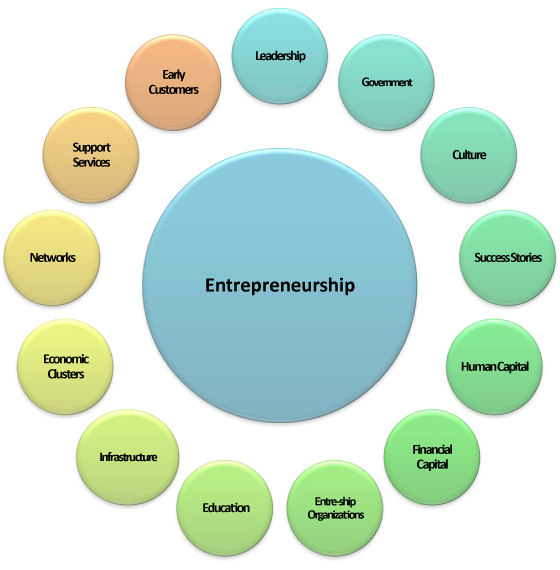 Leadership
Government
Culture
Success Stories
Human Capital
Financial
Capital
Entre-ship
Organizations
Education
Infrastructure
Economic
Clusters
Networks
Support
Services
Early
Customers
Entrepreneurship